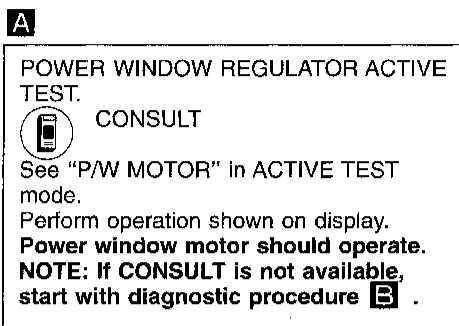 A
POWER WINDOW REGULATOR ACTIVE
TEST.
CONSULT
See "P/W MOTOR" in ACTIVE TEST
mode.
Perform operation shown on display.
Power window motor should operate.
NOTE: If CONSULT is not available,
start with diagnostic procedure B .